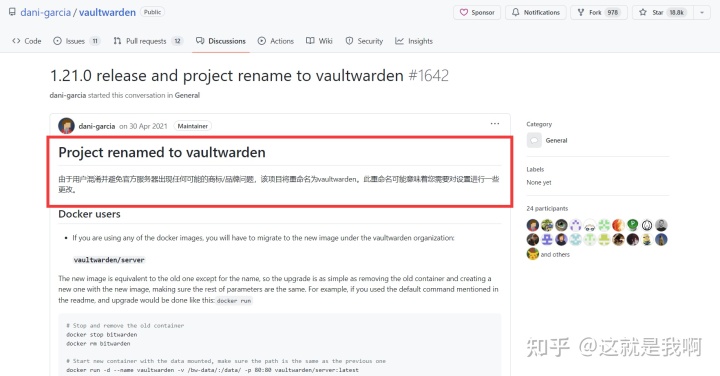 dani-garcia / vaultwarden Public
Sponsor Notifications Fork 978 Star 18.8k
Code Issues 11 Pull requests 12 Discussions Actions Wiki Security Insights
1.21.0 release and project rename to vaultwarden #1642
dani-garcia started this conversation in General
dani-garcia on 30 Apr 2021 Maintainer
Project renamed to vaultwarden
由于用户混淆并避免官方服务器出现任何可能的商标/品牌问题，该项目将重命名为vaultwarden。此重命名可能意味着您需要对设置进行一些
更改。
Docker users
If you are using any of the docker images, you will have to migrate to the new image under the vaultwarden organization:
vaultwarden/server
The new image is equivalent to the old one except for the name, so the upgrade is as simple as removing the old container and creating a
new one with the new image, making sure the rest of parameters are the same. For example, if you used the default command mentioned in
the readme, and upgrade would be done like this: docker run
# Stop and remove the old container
docker stop bitwarden
docker rm bitwarden
# Start new container with the data mounted, make sure the path is the same as the previous one
docker run -d --name vaultwarden -v /bw-data/:/data/ -p 80:80 vaultwarden/server:latest
Category
General
Labels
None yet
24 participants
and others
知乎 @这就是我啊